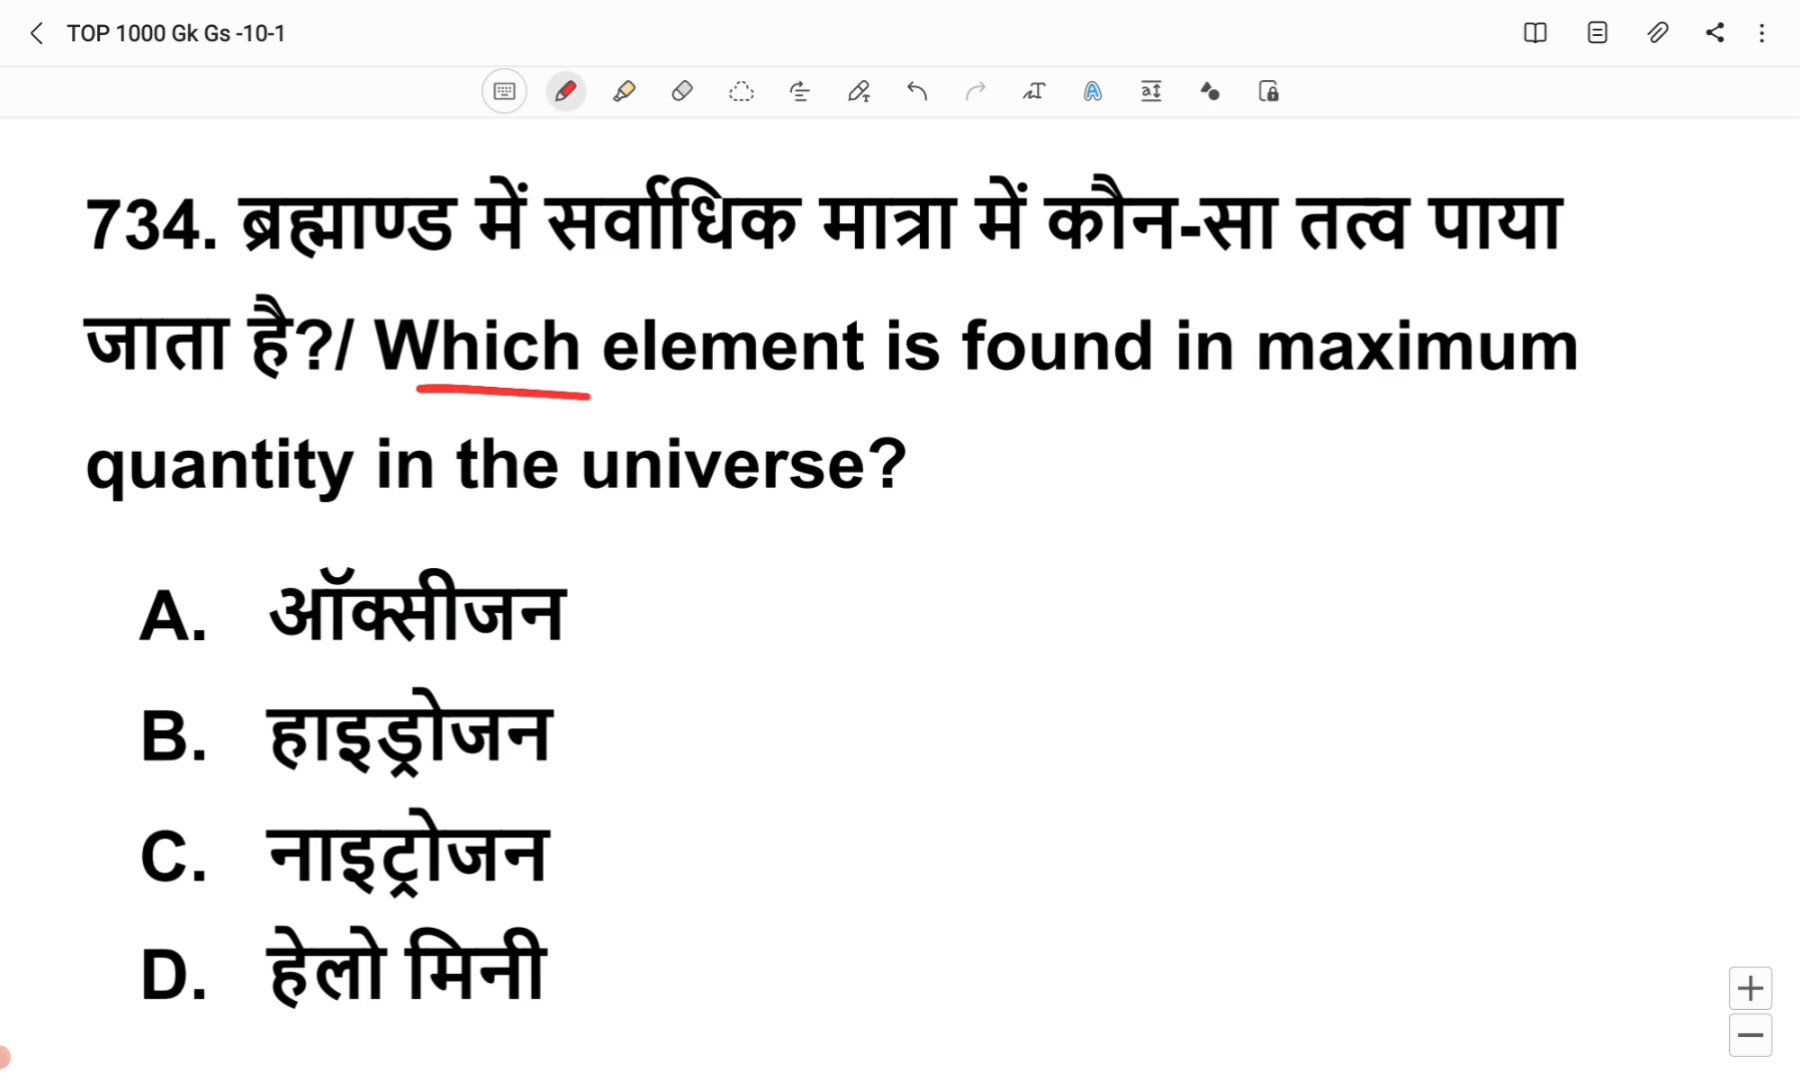 TOP 1000 Gk Gs -10-1
734. ब्रह्माण्ड में सर्वाधिक मात्रा में कौन-सा तत्व पाया
जाता है?/ Which element is found in maximum
quantity in the universe?
A. ऑक्सीजन
B. हाइड्रोजन
C. नाइट्रोजन
D. हेलो मिनी